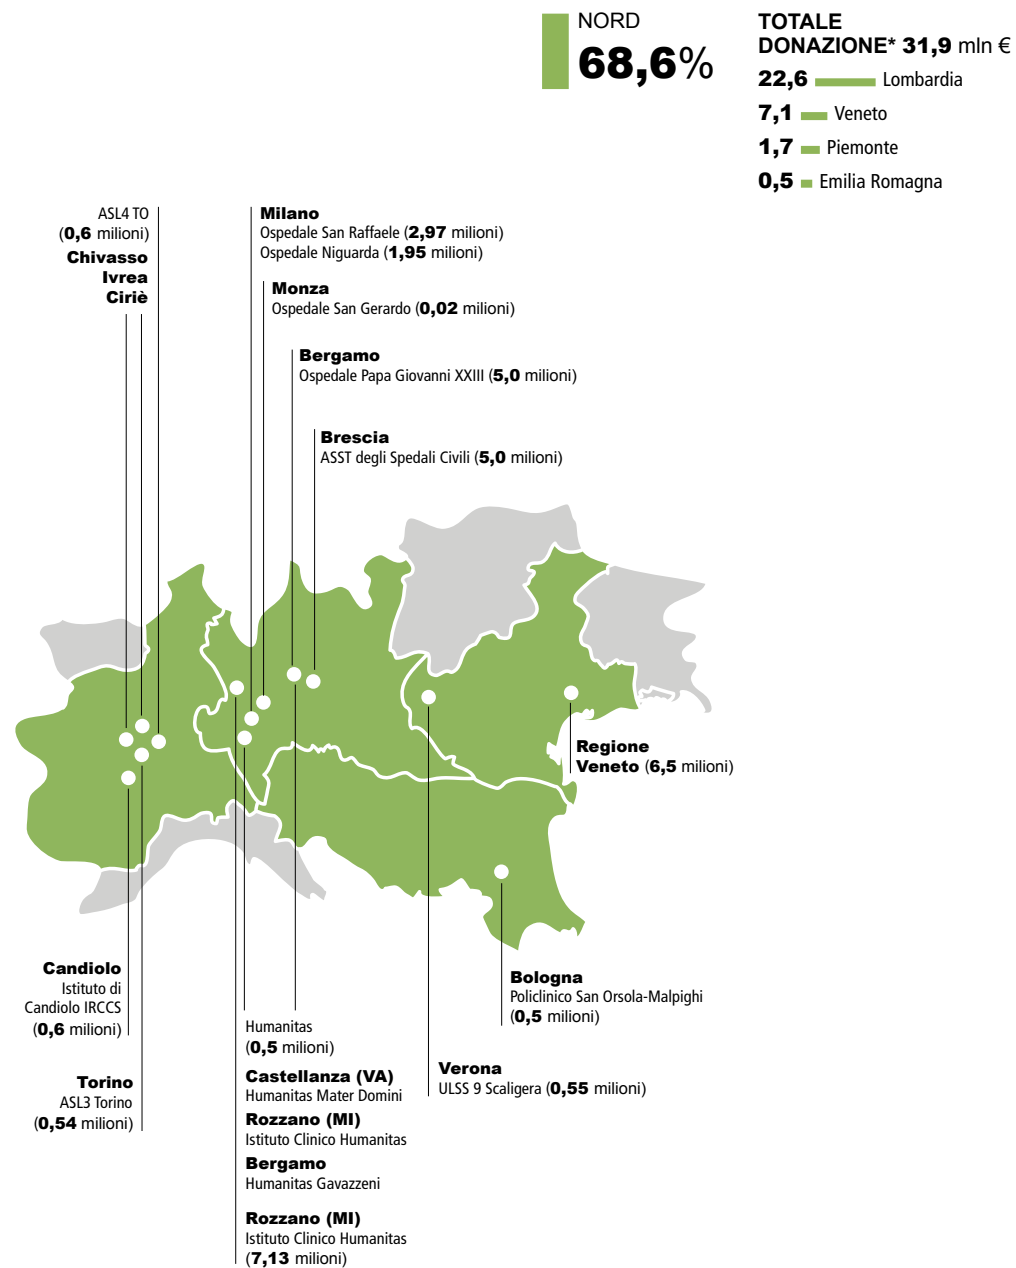 NORD
68,6%
TOTALE
DONAZIONE* 31,9 mln €
22,6 Lombardia
7,1 Veneto
1,7 Piemonte
0,5 Emilia Romagna
ASL4 TO
(0,6 milioni)
Chivasso
Ivrea
Ciriè
Milano
Ospedale San Raffaele (2,97 milioni)
Ospedale Niguarda (1,95 milioni)
Monza
Ospedale San Gerardo (0,02 milioni)
Bergamo
Ospedale Papa Giovanni XXIII (5,0 milioni)
Brescia
ASST degli Spedali Civili (5,0 milioni)
Regione
Veneto (6,5 milioni)
Candiolo
Istituto di
Candiolo IRCCS
(0,6 milioni)
Torino
ASL3 Torino
(0,54 milioni)
Humanitas
(0,5 milioni)
Castellanza (VA)
Humanitas Mater Domini
Rozzano (MI)
Istituto Clinico Humanitas
Bergamo
Humanitas Gavazzeni
Rozzano (MI)
Istituto Clinico Humanitas
(7,13 milioni)
Verona
ULSS 9 Scaligera (0,55 milioni)
Bologna
Policlinico San Orsola-Malpighi
(0,5 milioni)